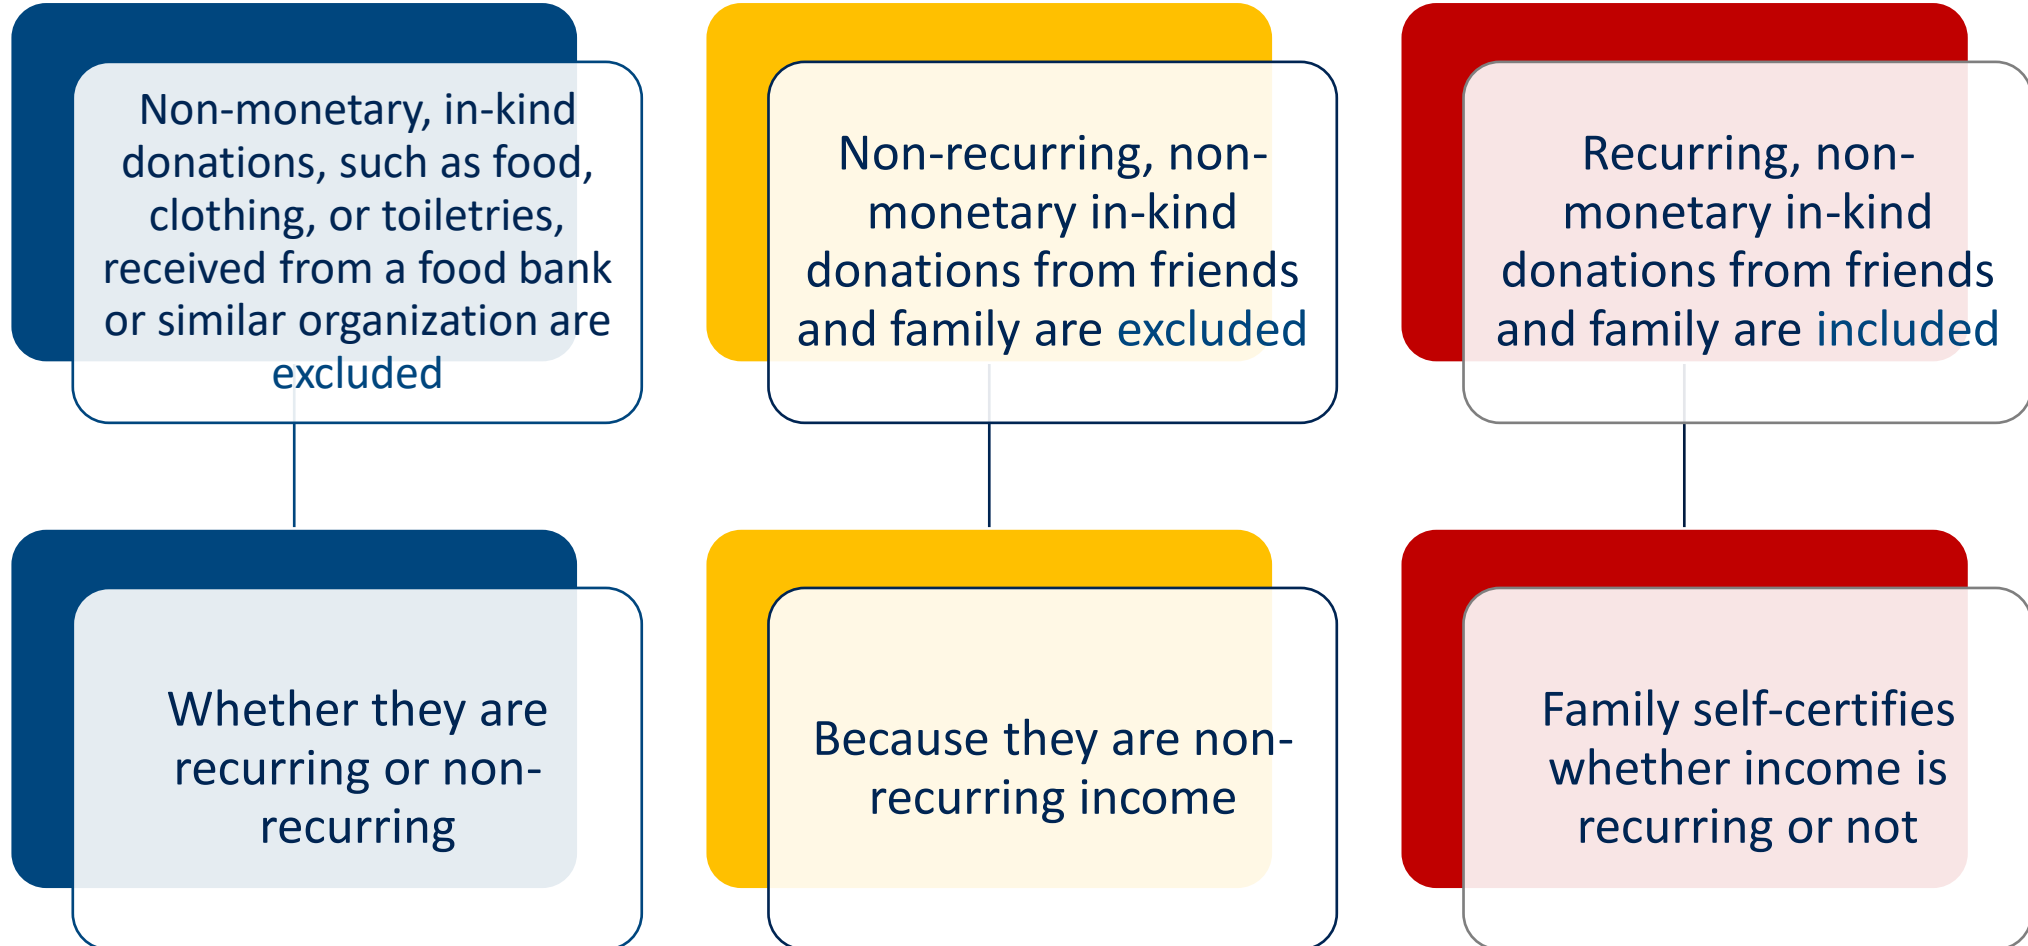 Non-monetary, in-kind
donations, such as food,
clothing, or toiletries,
received from a food bank
or similar organization are
excluded
Whether they are
recurring or non-
recurring
Non-recurring, non-
monetary in-kind
donations from friends
and family are excluded
Because they are non-
recurring income
Recurring, non-
monetary in-kind
donations from friends
and family are included
Family self-certifies
whether income is
recurring or not